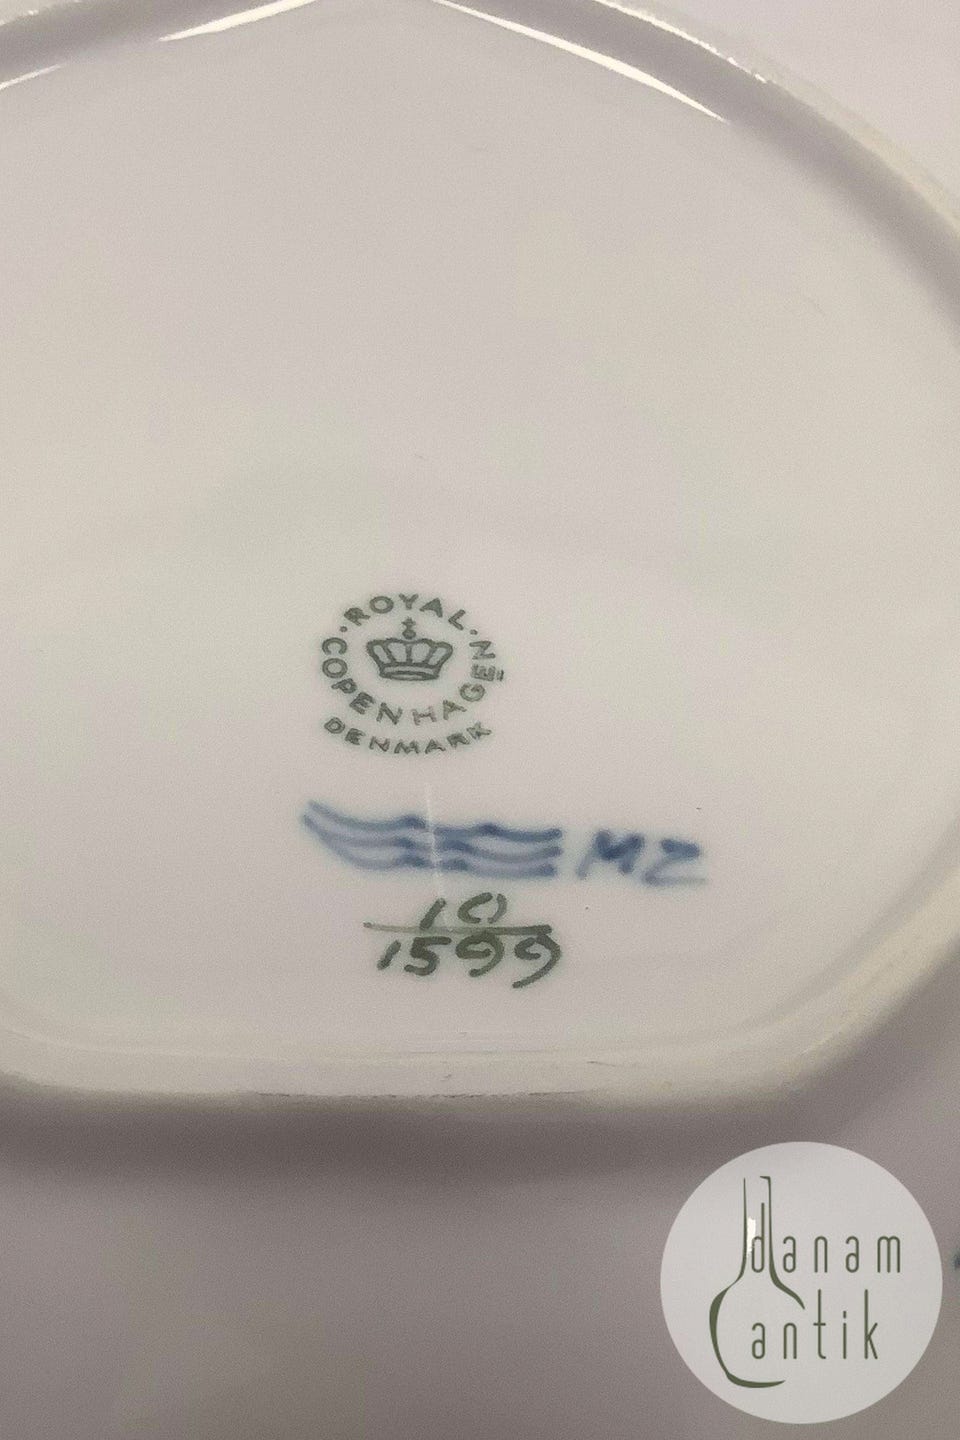 ROYAL
COPENHAGEN
DENMARK
MZ
10
1599
danam
antik